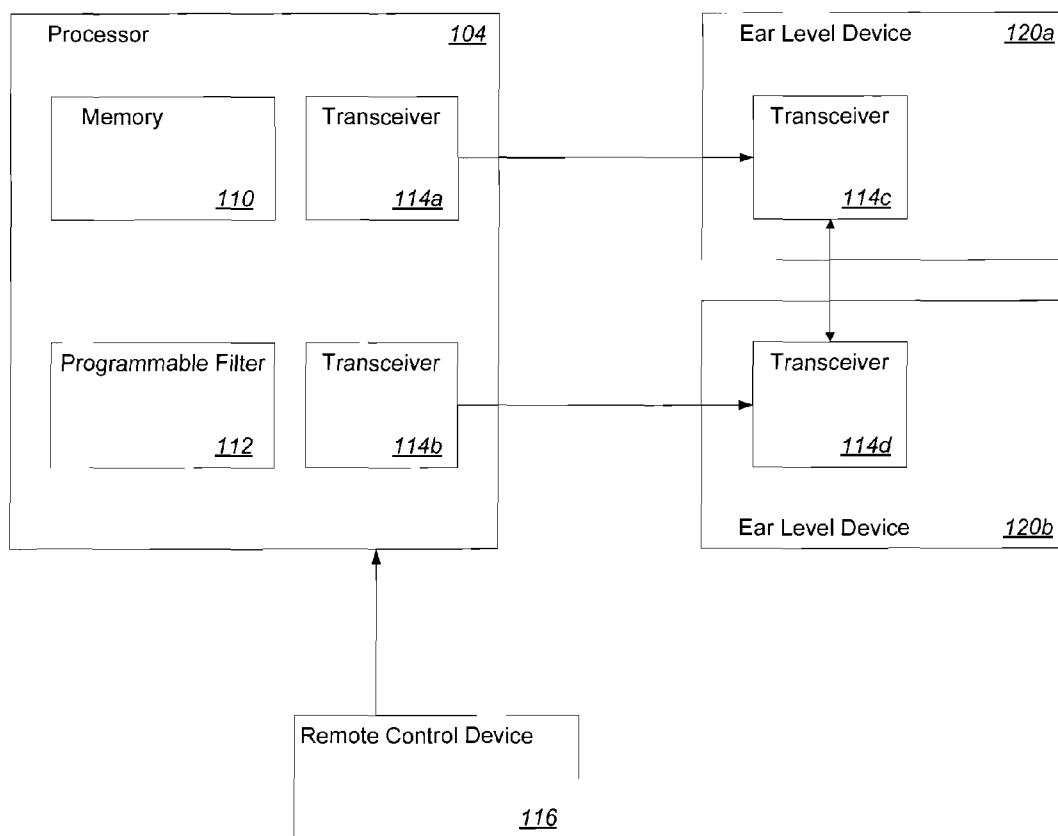 Processor 104
Memory
110
Transceiver
114a
Programmable Filter
112
Transceiver
114b
Ear Level Device 120a
Transceiver
114c
Transceiver
114d
Ear Level Device 120b
Remote Control Device
116